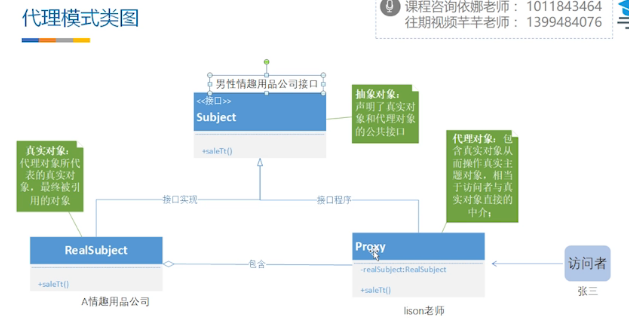 代理模式类图
课程咨询依娜老师： 1011843464
往期视频芊芊老师： 1399484076
男性情趣用品公司接口
<<接口>>
Subject
+saleTt()
抽象对象：
声明了真实对
象和代理对象
的公共接口
真实对象：
代理对象所代
表的真实对
象，最终被引
用的对象
代理对象：包
含真实对象从
而操作真实主
题对象，相当
于访问者与真
实对象直接的
中介；
接口实现
接口程序
RealSubject
+saleTt()
A情趣用品公司
包含
Proxy
-realSubject:RealSubject
+saleTt()
lison老师
访问者
张三